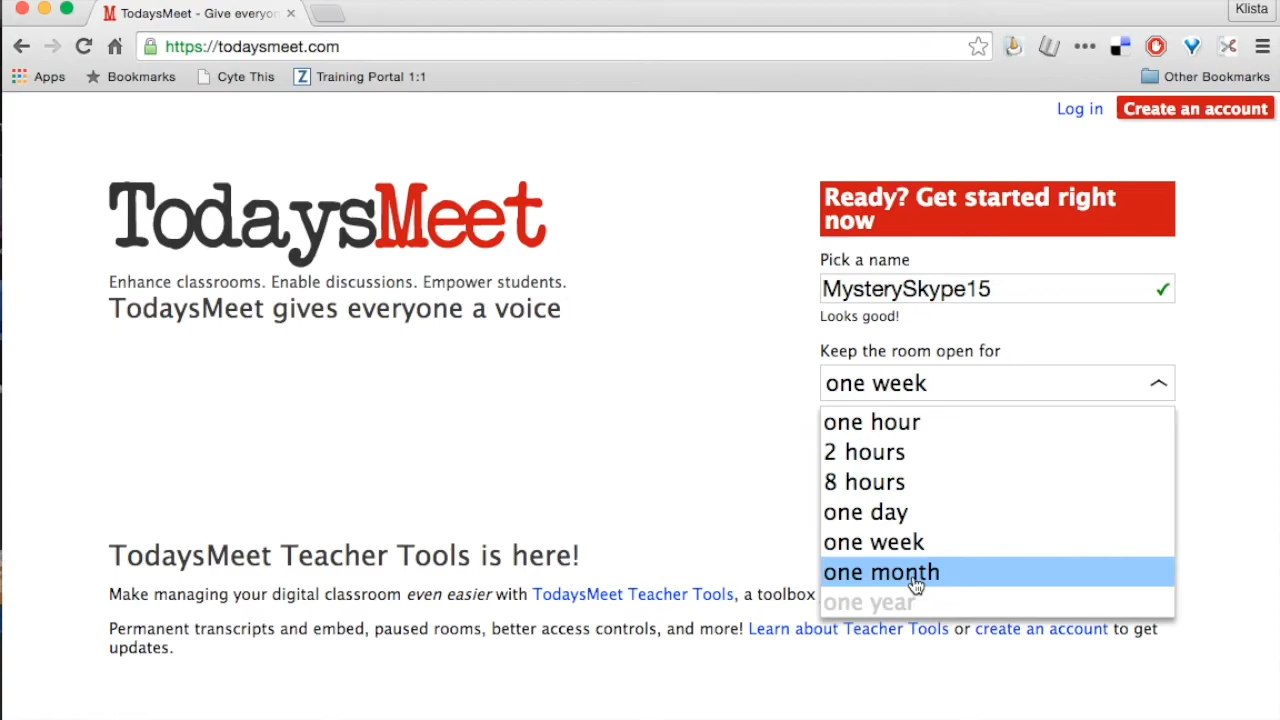 TodaysMeet - Give everyon
Klista
https://todaysmeet.com
Apps
Bookmarks
Cyte This
Training Portal 1:1
Other Bookmarks
Log in
Create an account
TodaysMeet
Enhance classrooms. Enable discussions. Empower students.
TodaysMeet gives everyone a voice
Ready? Get started right
now
Pick a name
MysterySkype15
Looks good!
Keep the room open for
one week
one hour
2 hours
8 hours
one day
one week
one month
one year
TodaysMeet Teacher Tools is here!
Make managing your digital classroom even easier with TodaysMeet Teacher Tools, a toolbox
Permanent transcripts and embed, paused rooms, better access controls, and more! Learn about Teacher Tools or create an account to get
updates.